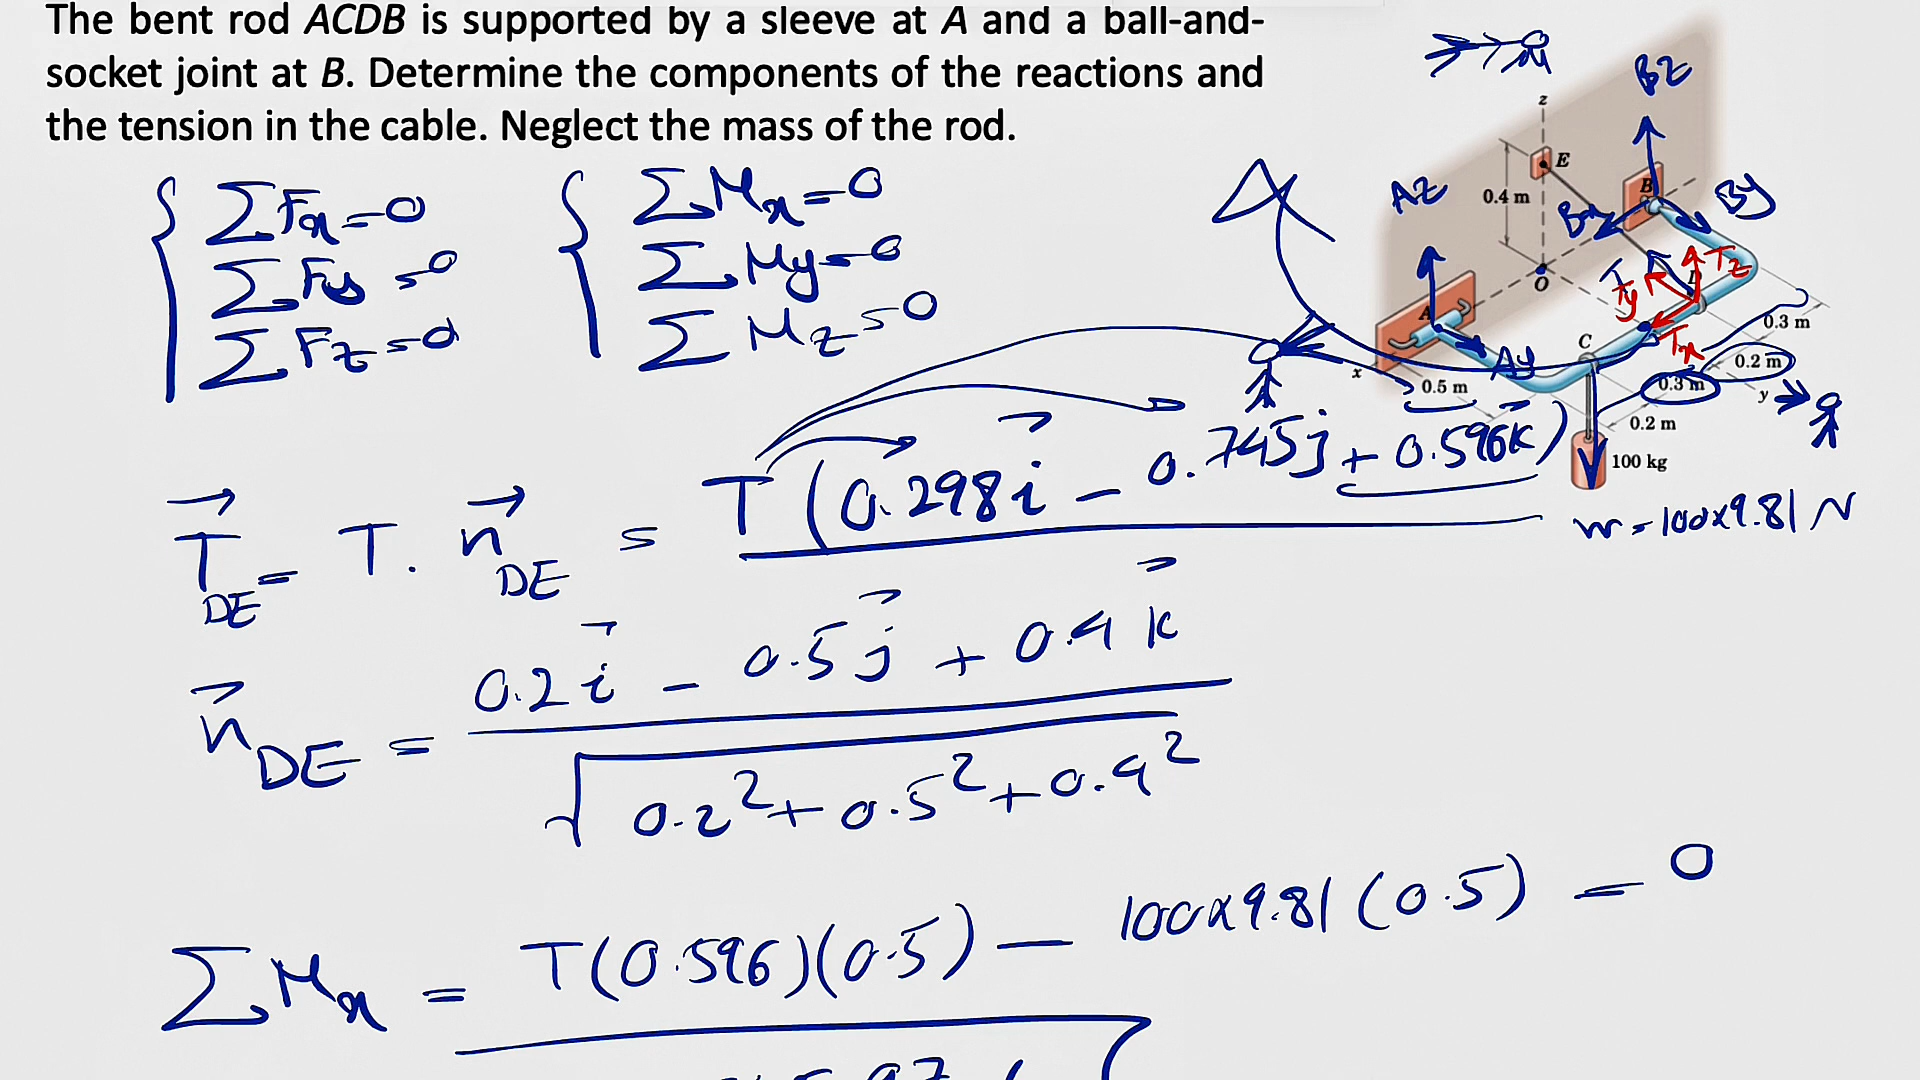 The bent rod ACDB is supported by a sleeve at A and a ball-and-
socket joint at B. Determine the components of the reactions and
the tension in the cable. Neglect the mass of the rod.
ΣFx=0
ΣFy=0
ΣFz=0
ΣMx=0
ΣMy=0
ΣMz=0
Bz
z
E
B
By
Az
0.4 m
Bx
Tz
O
Ty
D
A
0.3 m
C
Tx
Ay
0.2 m
x
0.5 m
0.3 m
y
0.2 m
100 kg
W=100x9.81 N
T_DE = T. n_DE = T(0.298i - 0.745j + 0.596k)
n_DE = 0.2i - 0.5j + 0.4k
√0.2²+0.5²+0.4²
ΣMx = T(0.596)(0.5) - 100x9.81(0.5) = 0